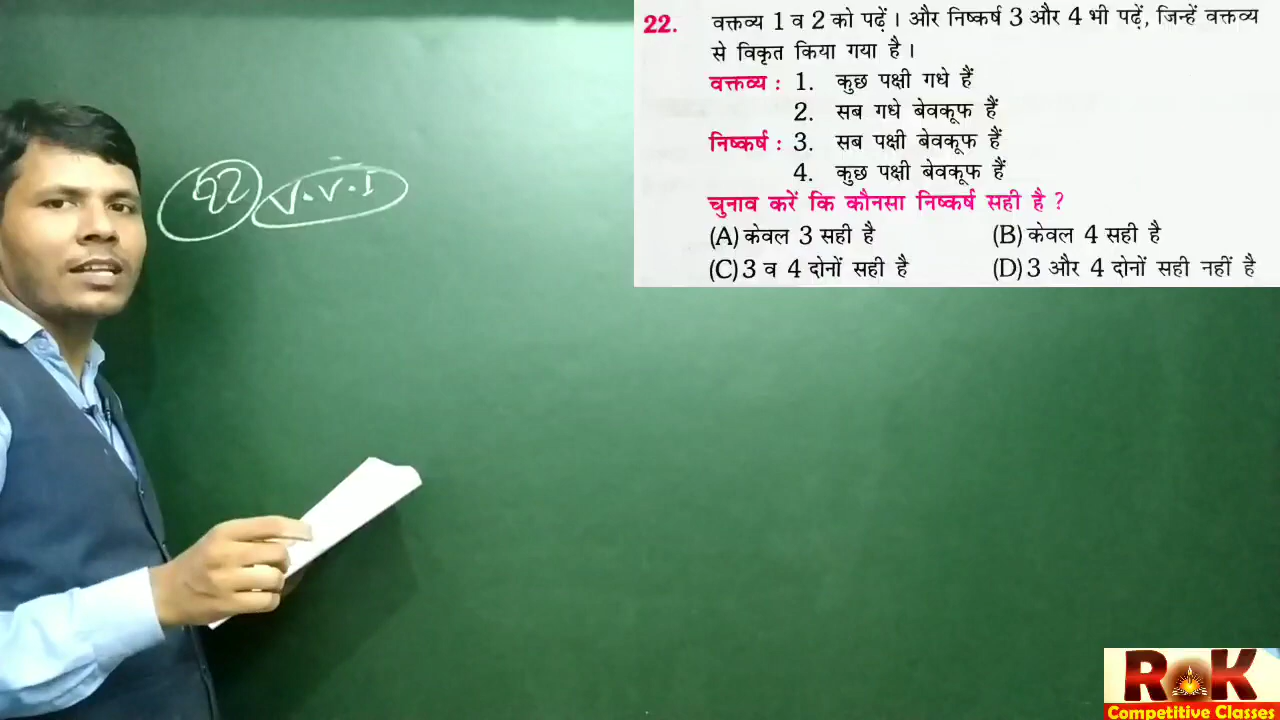 22. वक्तव्य 1 व 2 को पढ़ें। और निष्कर्ष 3 और 4 भी पढ़ें, जिन्हें वक्तव्य
से विकृत किया गया है।
वक्तव्य : 1. कुछ पक्षी गधे हैं
2. सब गधे बेवकूफ हैं
निष्कर्ष : 3. सब पक्षी बेवकूफ हैं
4. कुछ पक्षी बेवकूफ हैं
चुनाव करें कि कौनसा निष्कर्ष सही है ?
(A) केवल 3 सही है (B) केवल 4 सही है
(C) 3 व 4 दोनों सही है (D) 3 और 4 दोनों सही नहीं है
22 V.V.I
RK
Competitive Classes